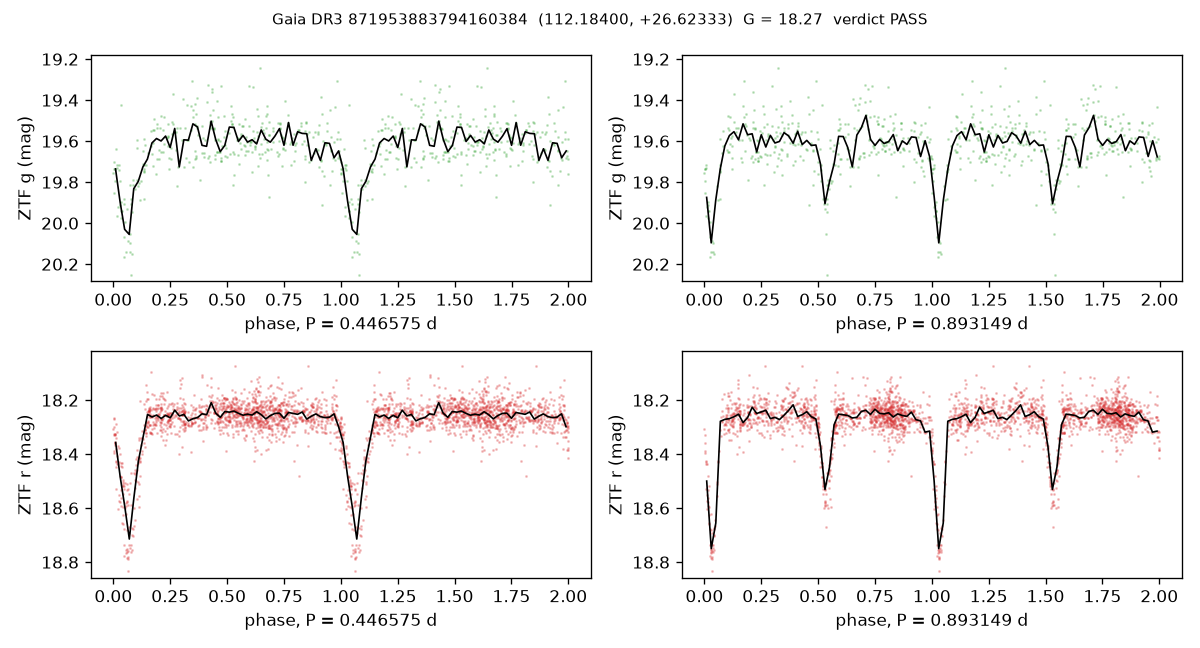 Gaia DR3 871953883794160384 (112.18400, +26.62333) G = 18.27 verdict PASS
19.2
19.4
19.6
19.8
20.0
20.2
ZTF g (mag)
0.00 0.25 0.50 0.75 1.00 1.25 1.50 1.75 2.00
phase, P = 0.446575 d
19.2
19.4
19.6
19.8
20.0
20.2
ZTF g (mag)
0.00 0.25 0.50 0.75 1.00 1.25 1.50 1.75 2.00
phase, P = 0.893149 d
18.2
18.4
18.6
18.8
ZTF r (mag)
0.00 0.25 0.50 0.75 1.00 1.25 1.50 1.75 2.00
phase, P = 0.446575 d
18.2
18.4
18.6
18.8
ZTF r (mag)
0.00 0.25 0.50 0.75 1.00 1.25 1.50 1.75 2.00
phase, P = 0.893149 d